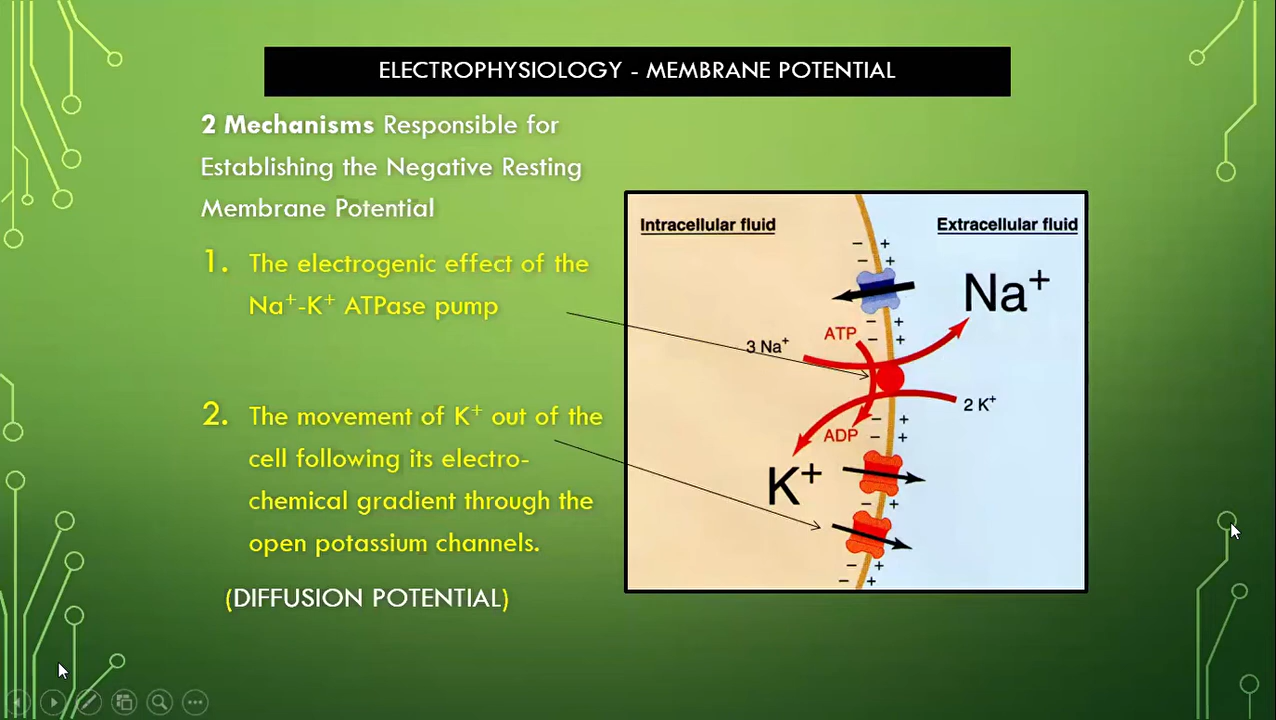 ELECTROPHYSIOLOGY - MEMBRANE POTENTIAL
2 Mechanisms Responsible for
Establishing the Negative Resting
Membrane Potential
1. The electrogenic effect of the
Na⁺-K⁺ ATPase pump
2. The movement of K⁺ out of the
cell following its electro-
chemical gradient through the
open potassium channels.
(DIFFUSION POTENTIAL)
Intracellular fluid
Extracellular fluid
Na⁺
ATP
3 Na⁺
2 K⁺
ADP
K⁺